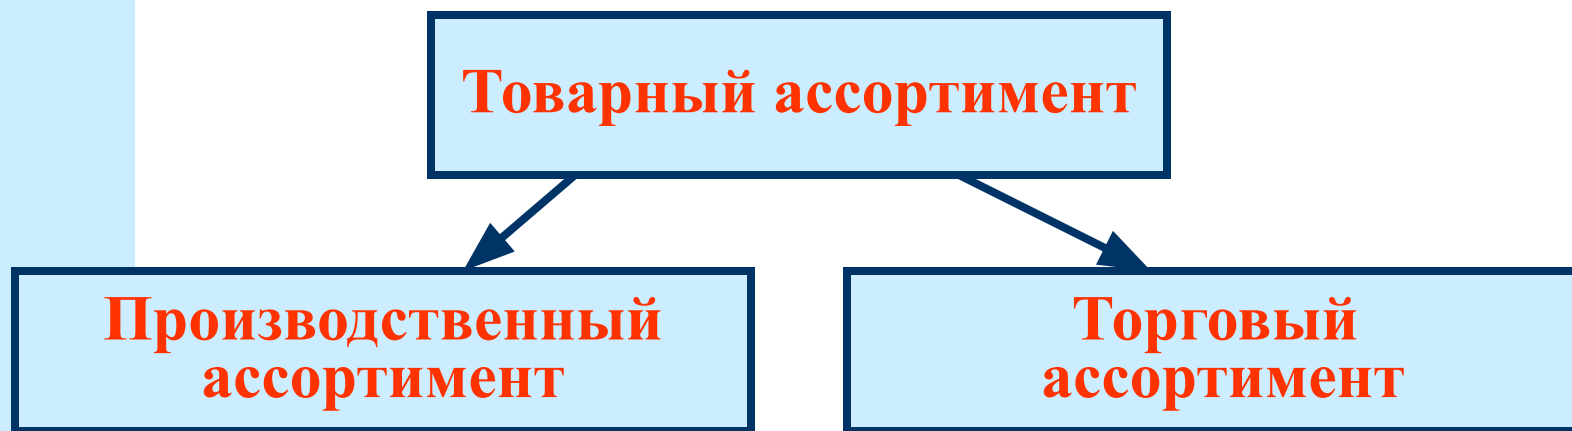 Товарный ассортимент
Производственный
ассортимент
Торговый
ассортимент